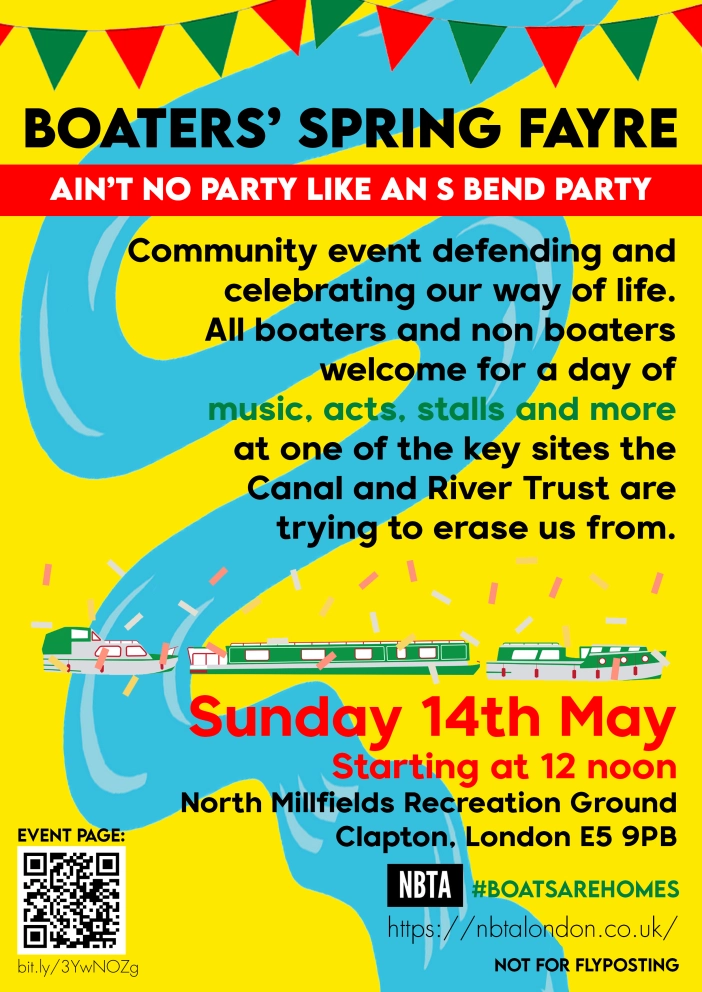 BOATERS’ SPRING FAYRE
AIN’T NO PARTY LIKE AN S BEND PARTY
Community event defending and
celebrating our way of life.
All boaters and non boaters
welcome for a day of
music, acts, stalls and more
at one of the key sites the
Canal and River Trust are
trying to erase us from.
Sunday 14th May
Starting at 12 noon
North Millfields Recreation Ground
Clapton, London E5 9PB
EVENT PAGE:
bit.ly/3YwNOZg
NBTA #BOATSAREHOMES
https://nbtalondon.co.uk/
NOT FOR FLYPOSTING